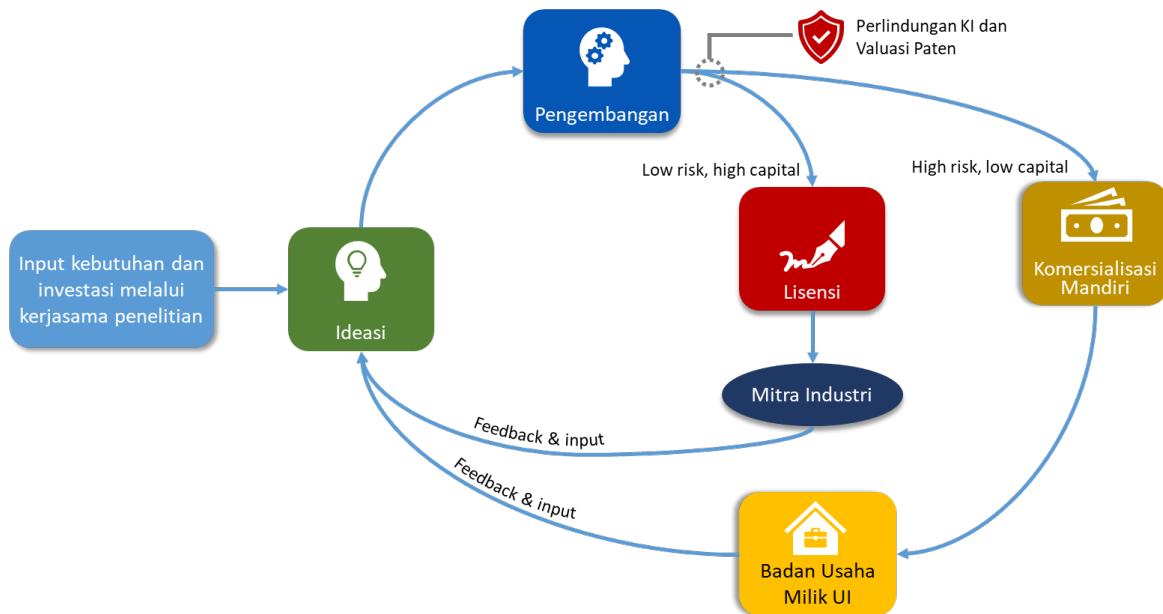 Perlindungan KI dan
Valuasi Paten
Pengembangan
Low risk, high capital
High risk, low capital
Input kebutuhan dan
investasi melalui
kerjasama penelitian
Ideasi
Lisensi
Komersialisasi
Mandiri
Mitra Industri
Feedback & input
Feedback & input
Badan Usaha
Milik UI